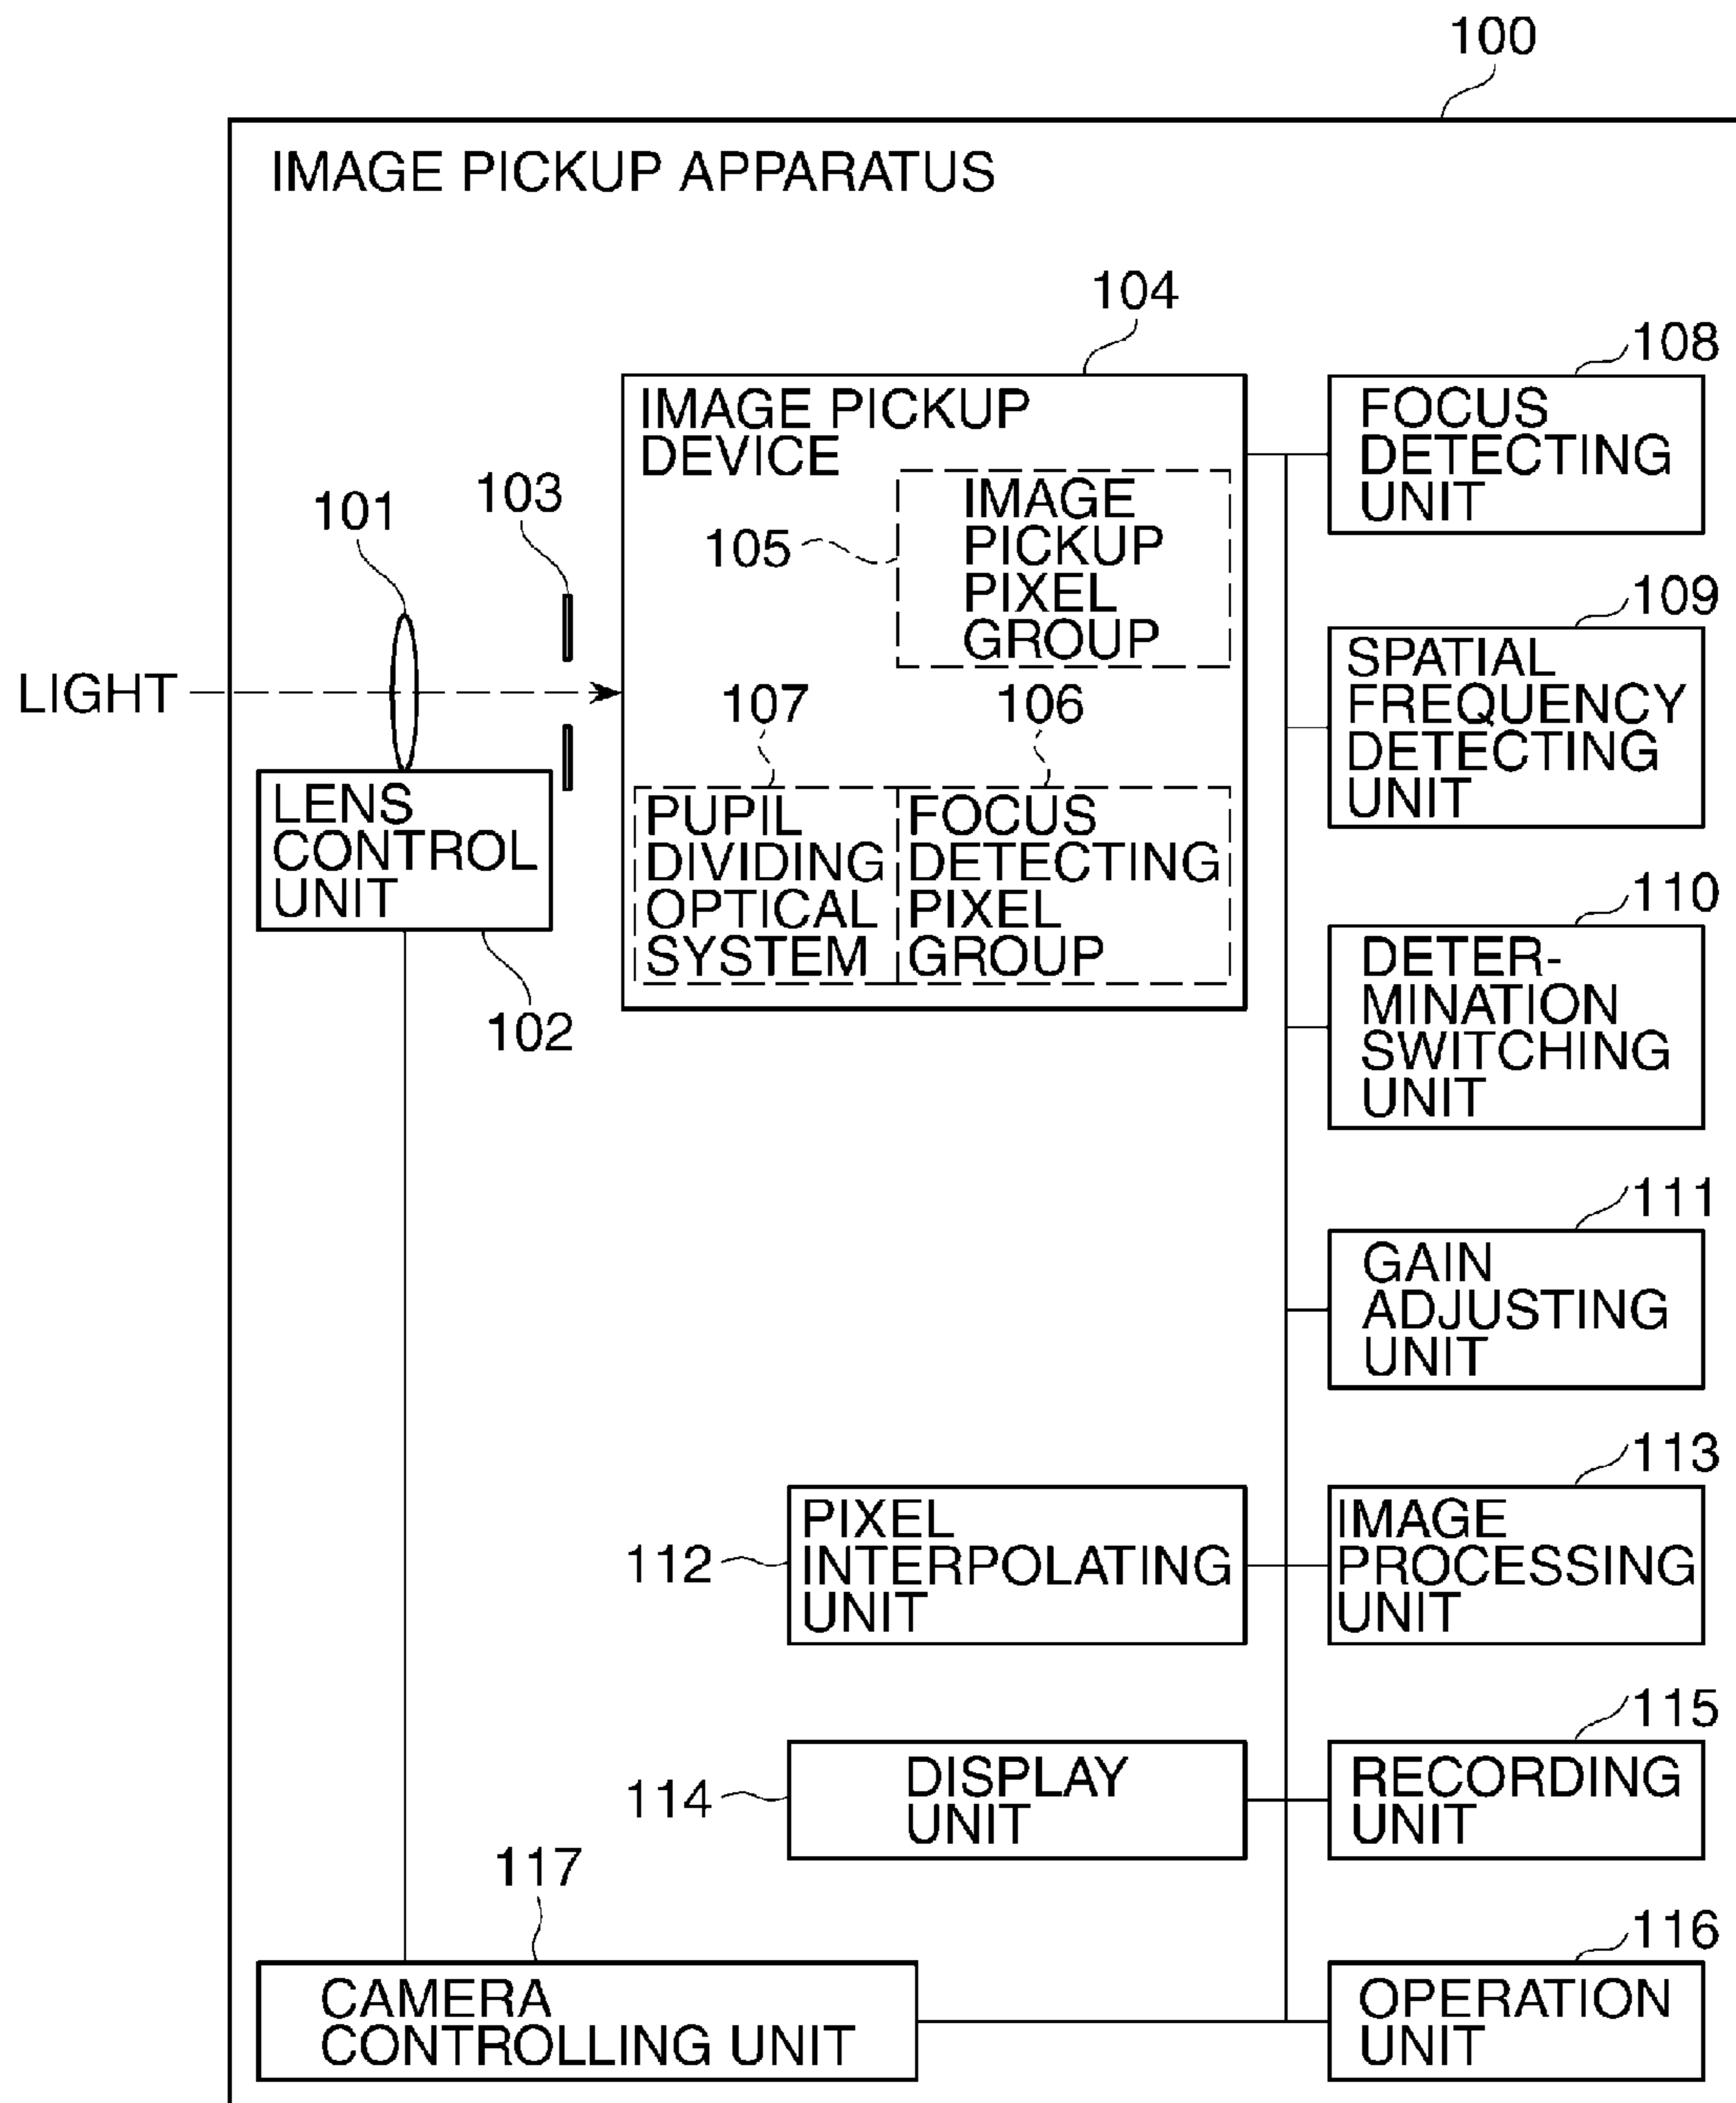 100
IMAGE PICKUP APPARATUS
104
IMAGE PICKUP
DEVICE
105
IMAGE
PICKUP
PIXEL
GROUP
108
FOCUS
DETECTING
UNIT
101
103
LIGHT
107
106
PUPIL
DIVIDING
OPTICAL
SYSTEM
FOCUS
DETECTING
PIXEL
GROUP
109
SPATIAL
FREQUENCY
DETECTING
UNIT
LENS
CONTROL
UNIT
102
110
DETER-
MINATION
SWITCHING
UNIT
111
GAIN
ADJUSTING
UNIT
112
PIXEL
INTERPOLATING
UNIT
113
IMAGE
PROCESSING
UNIT
114
DISPLAY
UNIT
115
RECORDING
UNIT
117
CAMERA
CONTROLLING UNIT
116
OPERATION
UNIT